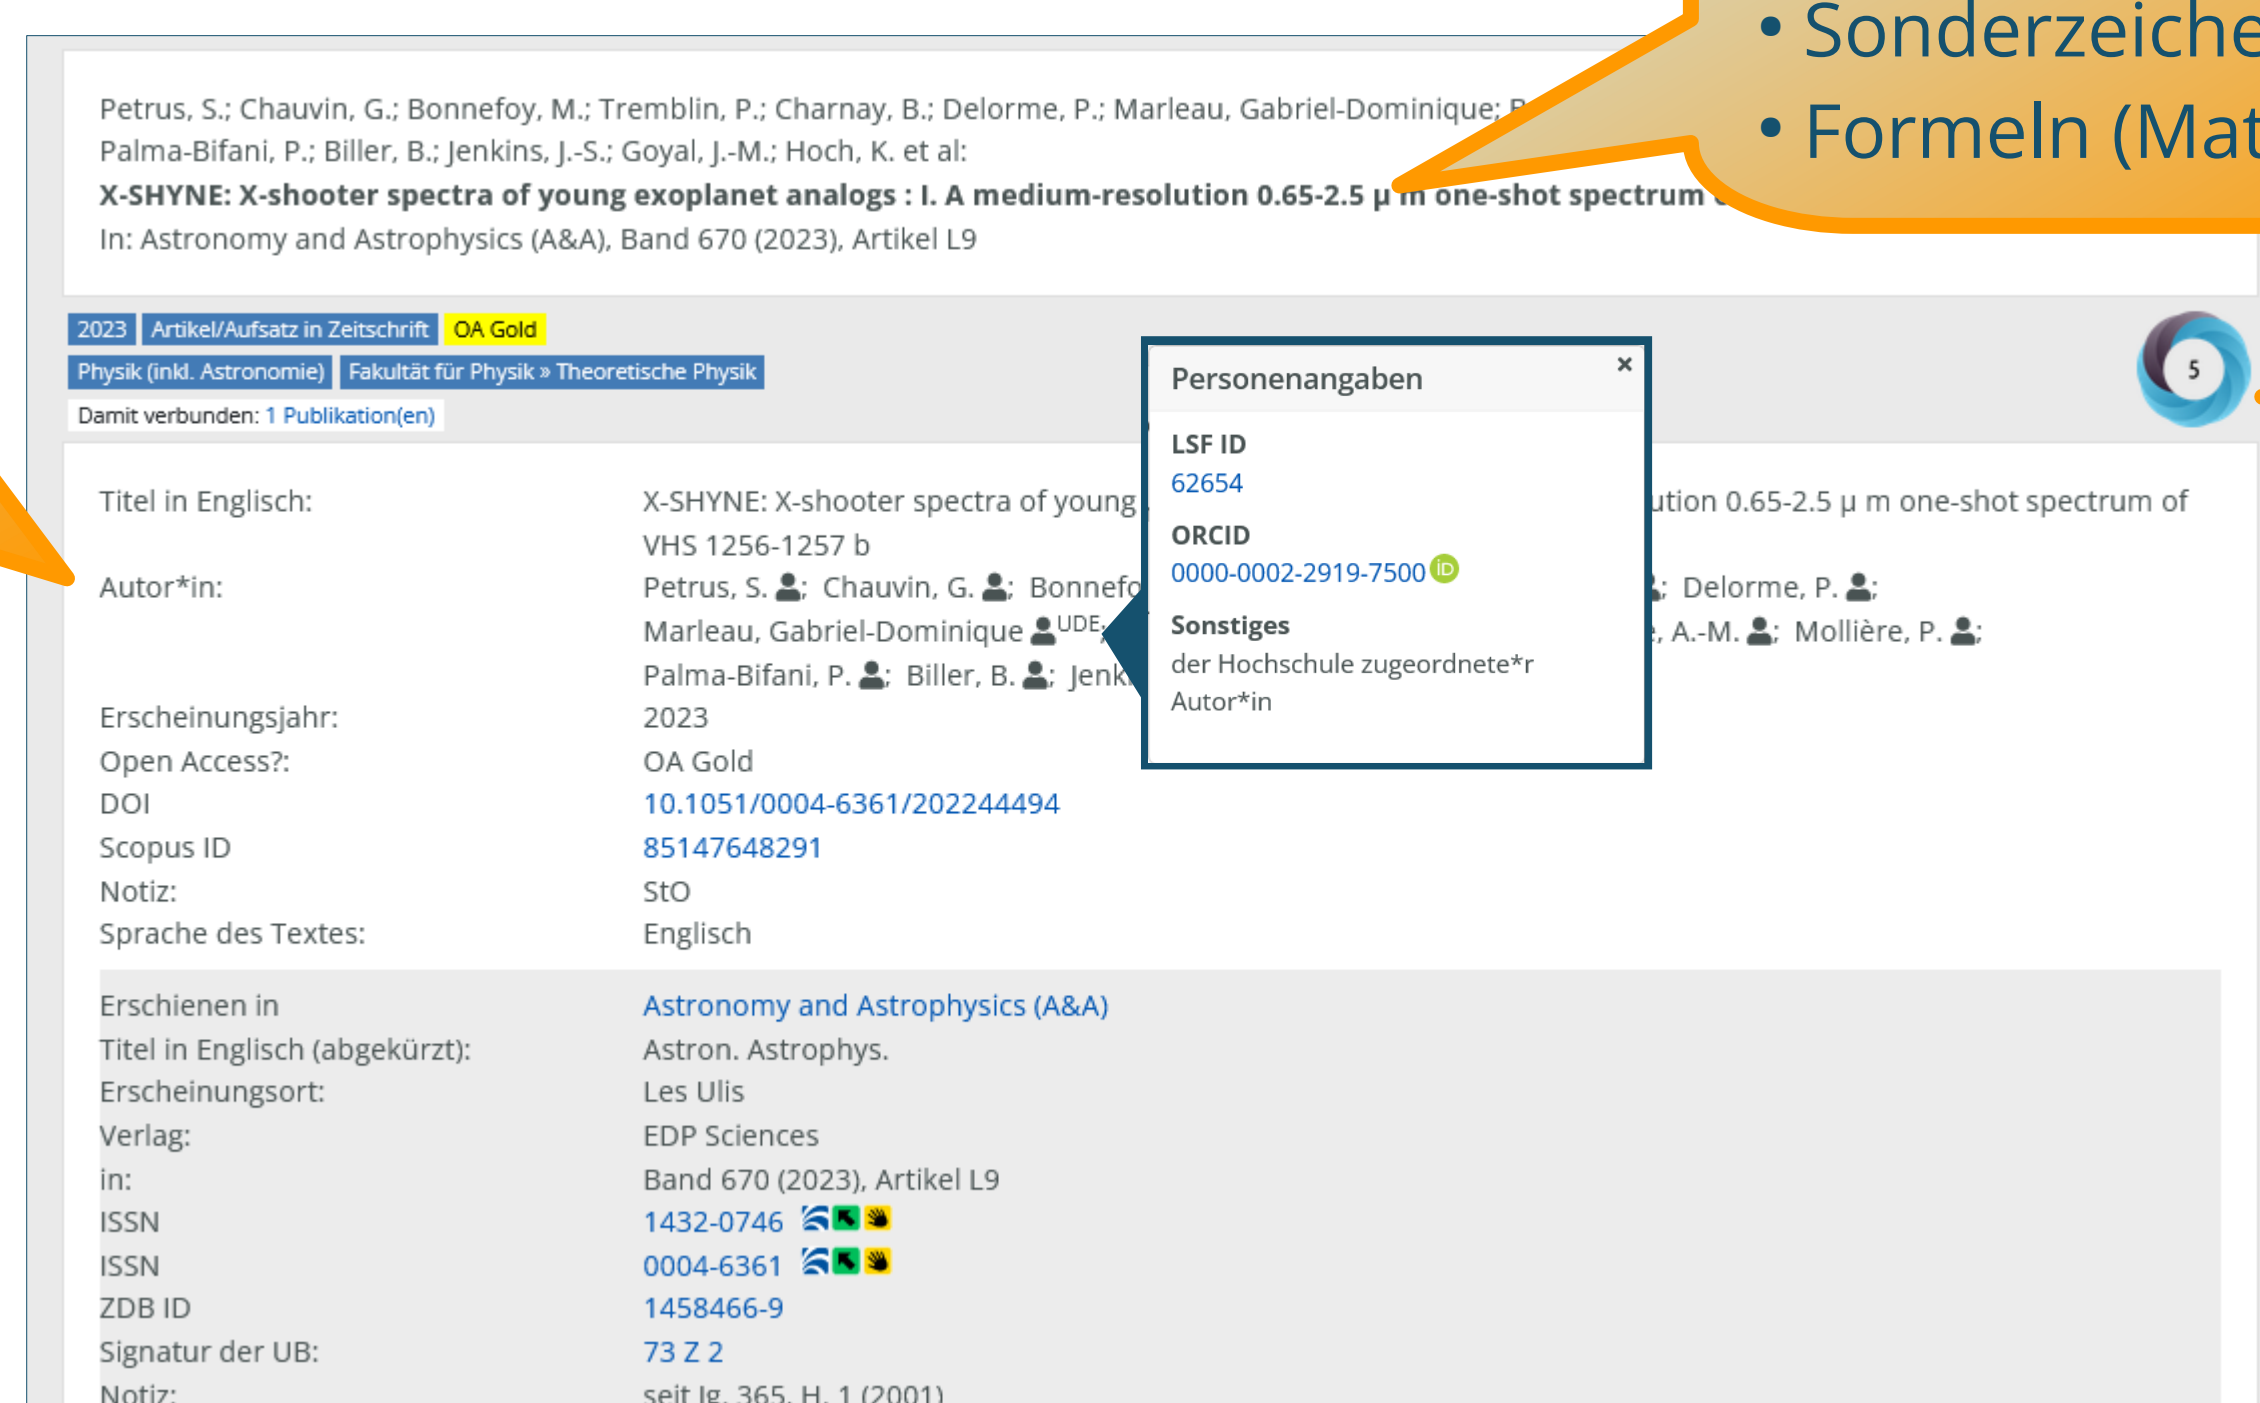 • Sonderzeiche
• Formeln (Mat
Petrus, S.; Chauvin, G.; Bonnefoy, M.; Tremblin, P.; Charnay, B.; Delorme, P.; Marleau, Gabriel-Dominique;
Palma-Bifani, P.; Biller, B.; Jenkins, J.-S.; Goyal, J.-M.; Hoch, K. et al:
X-SHYNE: X-shooter spectra of young exoplanet analogs : I. A medium-resolution 0.65-2.5 μ m one-shot spectrum
In: Astronomy and Astrophysics (A&A), Band 670 (2023), Artikel L9
2023 Artikel/Aufsatz in Zeitschrift OA Gold
Physik (inkl. Astronomie) Fakultät für Physik » Theoretische Physik
Damit verbunden: 1 Publikation(en)
5
Personenangaben ×
LSF ID
62654
ORCID
0000-0002-2919-7500 iD
Sonstiges
der Hochschule zugeordnete*r
Autor*in
Titel in Englisch: X-SHYNE: X-shooter spectra of young ution 0.65-2.5 μ m one-shot spectrum of
VHS 1256-1257 b
Autor*in: Petrus, S. ; Chauvin, G. ; Bonnefo ; Delorme, P. ;
Marleau, Gabriel-Dominique UDE; , A.-M. ; Mollière, P. ;
Palma-Bifani, P. ; Biller, B. ; Jenk
Erscheinungsjahr: 2023
Open Access?: OA Gold
DOI 10.1051/0004-6361/202244494
Scopus ID 85147648291
Notiz: StO
Sprache des Textes: Englisch
Erschienen in Astronomy and Astrophysics (A&A)
Titel in Englisch (abgekürzt): Astron. Astrophys.
Erscheinungsort: Les Ulis
Verlag: EDP Sciences
in: Band 670 (2023), Artikel L9
ISSN 1432-0746
ISSN 0004-6361
ZDB ID 1458466-9
Signatur der UB: 73 Z 2
Notiz: seit Jg. 365, H. 1 (2001)